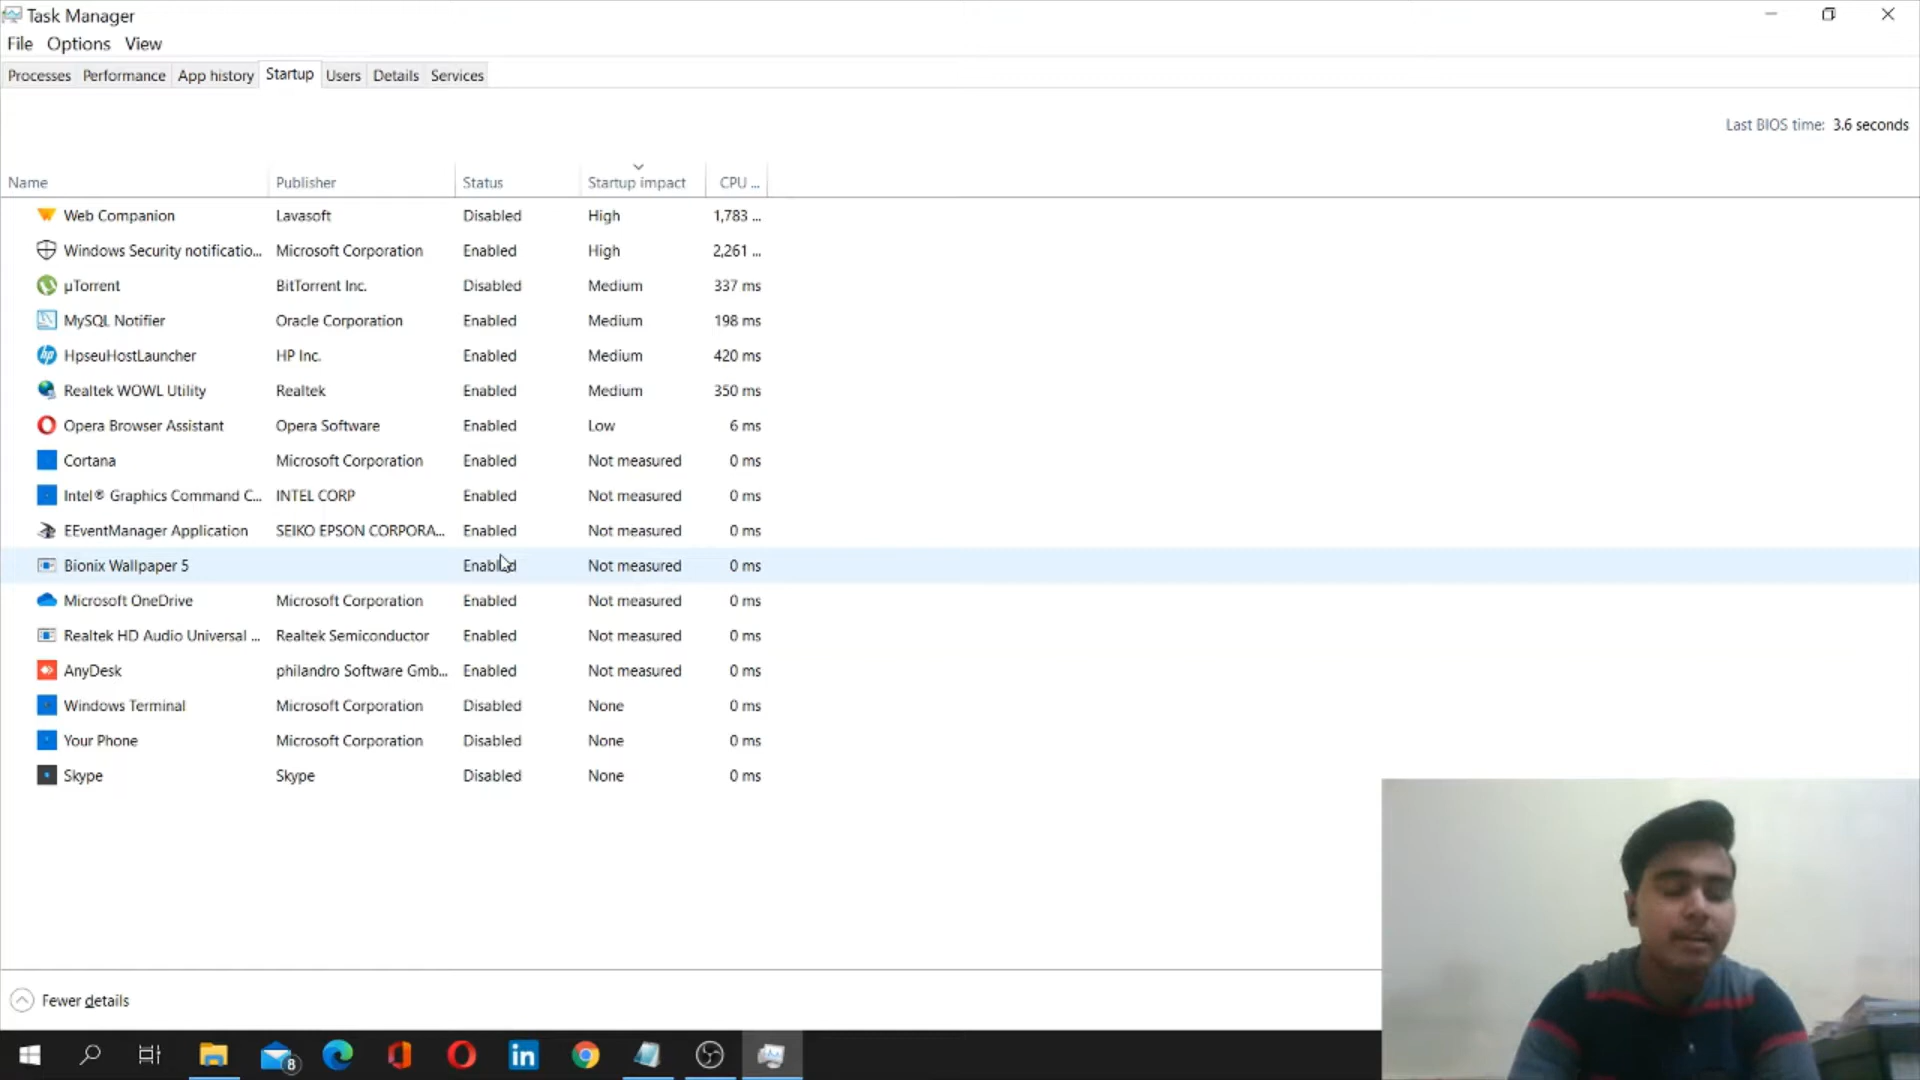 Task Manager
File Options View
Processes Performance App history Startup Users Details Services
Last BIOS time: 3.6 seconds
Name Publisher Status Startup impact CPU ...
Web Companion Lavasoft Disabled High 1,783 ...
Windows Security notificatio... Microsoft Corporation Enabled High 2,261 ...
µTorrent BitTorrent Inc. Disabled Medium 337 ms
MySQL Notifier Oracle Corporation Enabled Medium 198 ms
hp HpseuHostLauncher HP Inc. Enabled Medium 420 ms
Realtek WOWL Utility Realtek Enabled Medium 350 ms
Opera Browser Assistant Opera Software Enabled Low 6 ms
Cortana Microsoft Corporation Enabled Not measured 0 ms
Intel® Graphics Command C... INTEL CORP Enabled Not measured 0 ms
EEventManager Application SEIKO EPSON CORPORA... Enabled Not measured 0 ms
Bionix Wallpaper 5 Enabled Not measured 0 ms
Microsoft OneDrive Microsoft Corporation Enabled Not measured 0 ms
Realtek HD Audio Universal ... Realtek Semiconductor Enabled Not measured 0 ms
AnyDesk philandro Software Gmb... Enabled Not measured 0 ms
Windows Terminal Microsoft Corporation Disabled None 0 ms
Your Phone Microsoft Corporation Disabled None 0 ms
Skype Skype Disabled None 0 ms
Fewer details
8 in